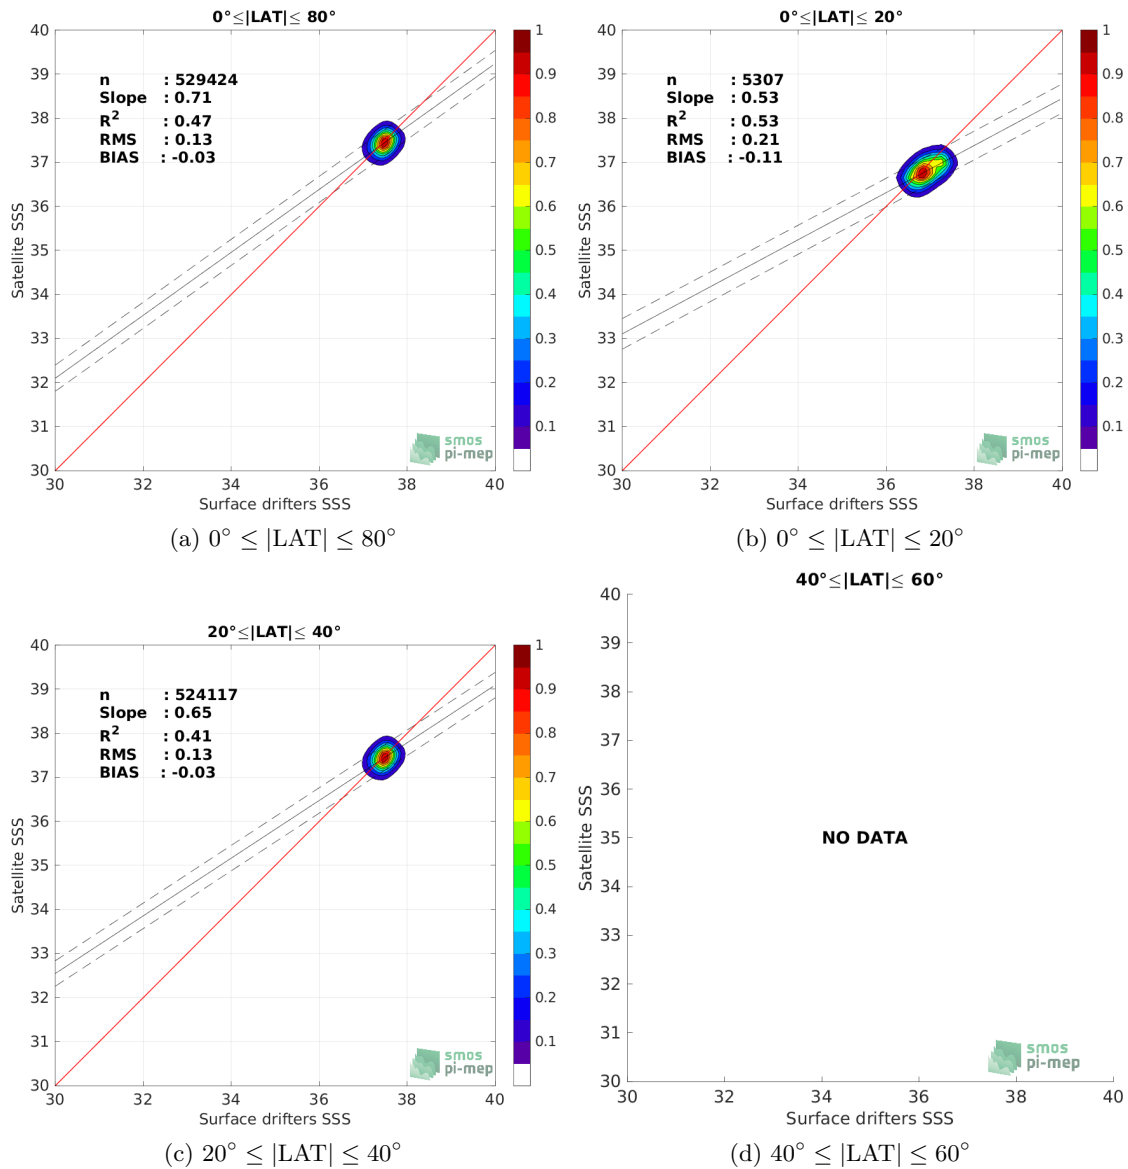 0°≤|LAT|≤ 80°
n : 529424
Slope : 0.71
R² : 0.47
RMS : 0.13
BIAS : -0.03
40
39
38
37
36
35
34
33
32
31
30
30 32 34 36 38 40
Satellite SSS
Surface drifters SSS
1
0.9
0.8
0.7
0.6
0.5
0.4
0.3
0.2
0.1
smos
pi-mep
(a) 0° ≤ |LAT| ≤ 80°
0°≤|LAT|≤ 20°
n : 5307
Slope : 0.53
R² : 0.53
RMS : 0.21
BIAS : -0.11
40
39
38
37
36
35
34
33
32
31
30
30 32 34 36 38 40
Satellite SSS
Surface drifters SSS
1
0.9
0.8
0.7
0.6
0.5
0.4
0.3
0.2
0.1
smos
pi-mep
(b) 0° ≤ |LAT| ≤ 20°
20°≤|LAT|≤ 40°
n : 524117
Slope : 0.65
R² : 0.41
RMS : 0.13
BIAS : -0.03
40
39
38
37
36
35
34
33
32
31
30
30 32 34 36 38 40
Satellite SSS
Surface drifters SSS
1
0.9
0.8
0.7
0.6
0.5
0.4
0.3
0.2
0.1
smos
pi-mep
(c) 20° ≤ |LAT| ≤ 40°
40°≤|LAT|≤ 60°
40
39
38
37
36
35
34
33
32
31
30
30 32 34 36 38 40
Satellite SSS
Surface drifters SSS
NO DATA
smos
pi-mep
(d) 40° ≤ |LAT| ≤ 60°